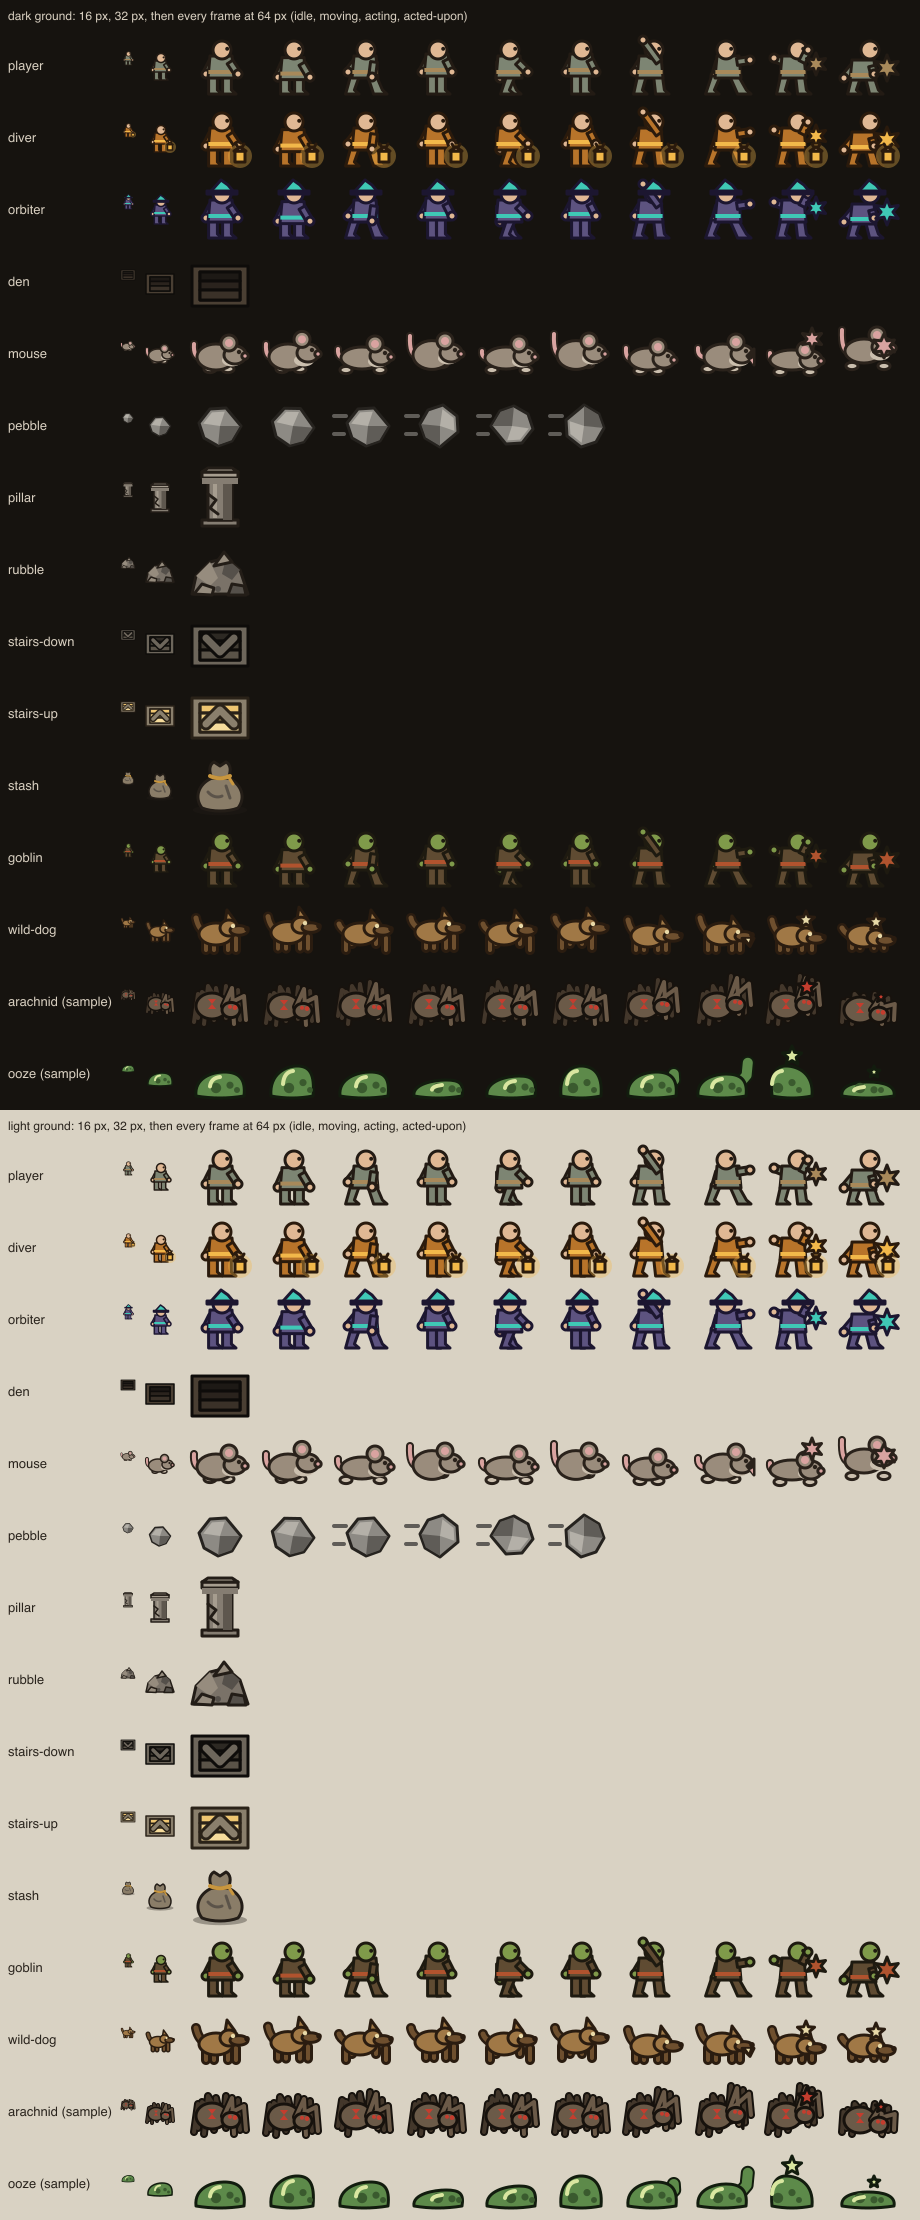 dark ground: 16 px, 32 px, then every frame at 64 px (idle, moving, acting, acted-upon)
player
diver
orbiter
den
mouse
pebble
pillar
rubble
stairs-down
stairs-up
stash
goblin
wild-dog
arachnid (sample)
ooze (sample)
light ground: 16 px, 32 px, then every frame at 64 px (idle, moving, acting, acted-upon)
player
diver
orbiter
den
mouse
pebble
pillar
rubble
stairs-down
stairs-up
stash
goblin
wild-dog
arachnid (sample)
ooze (sample)